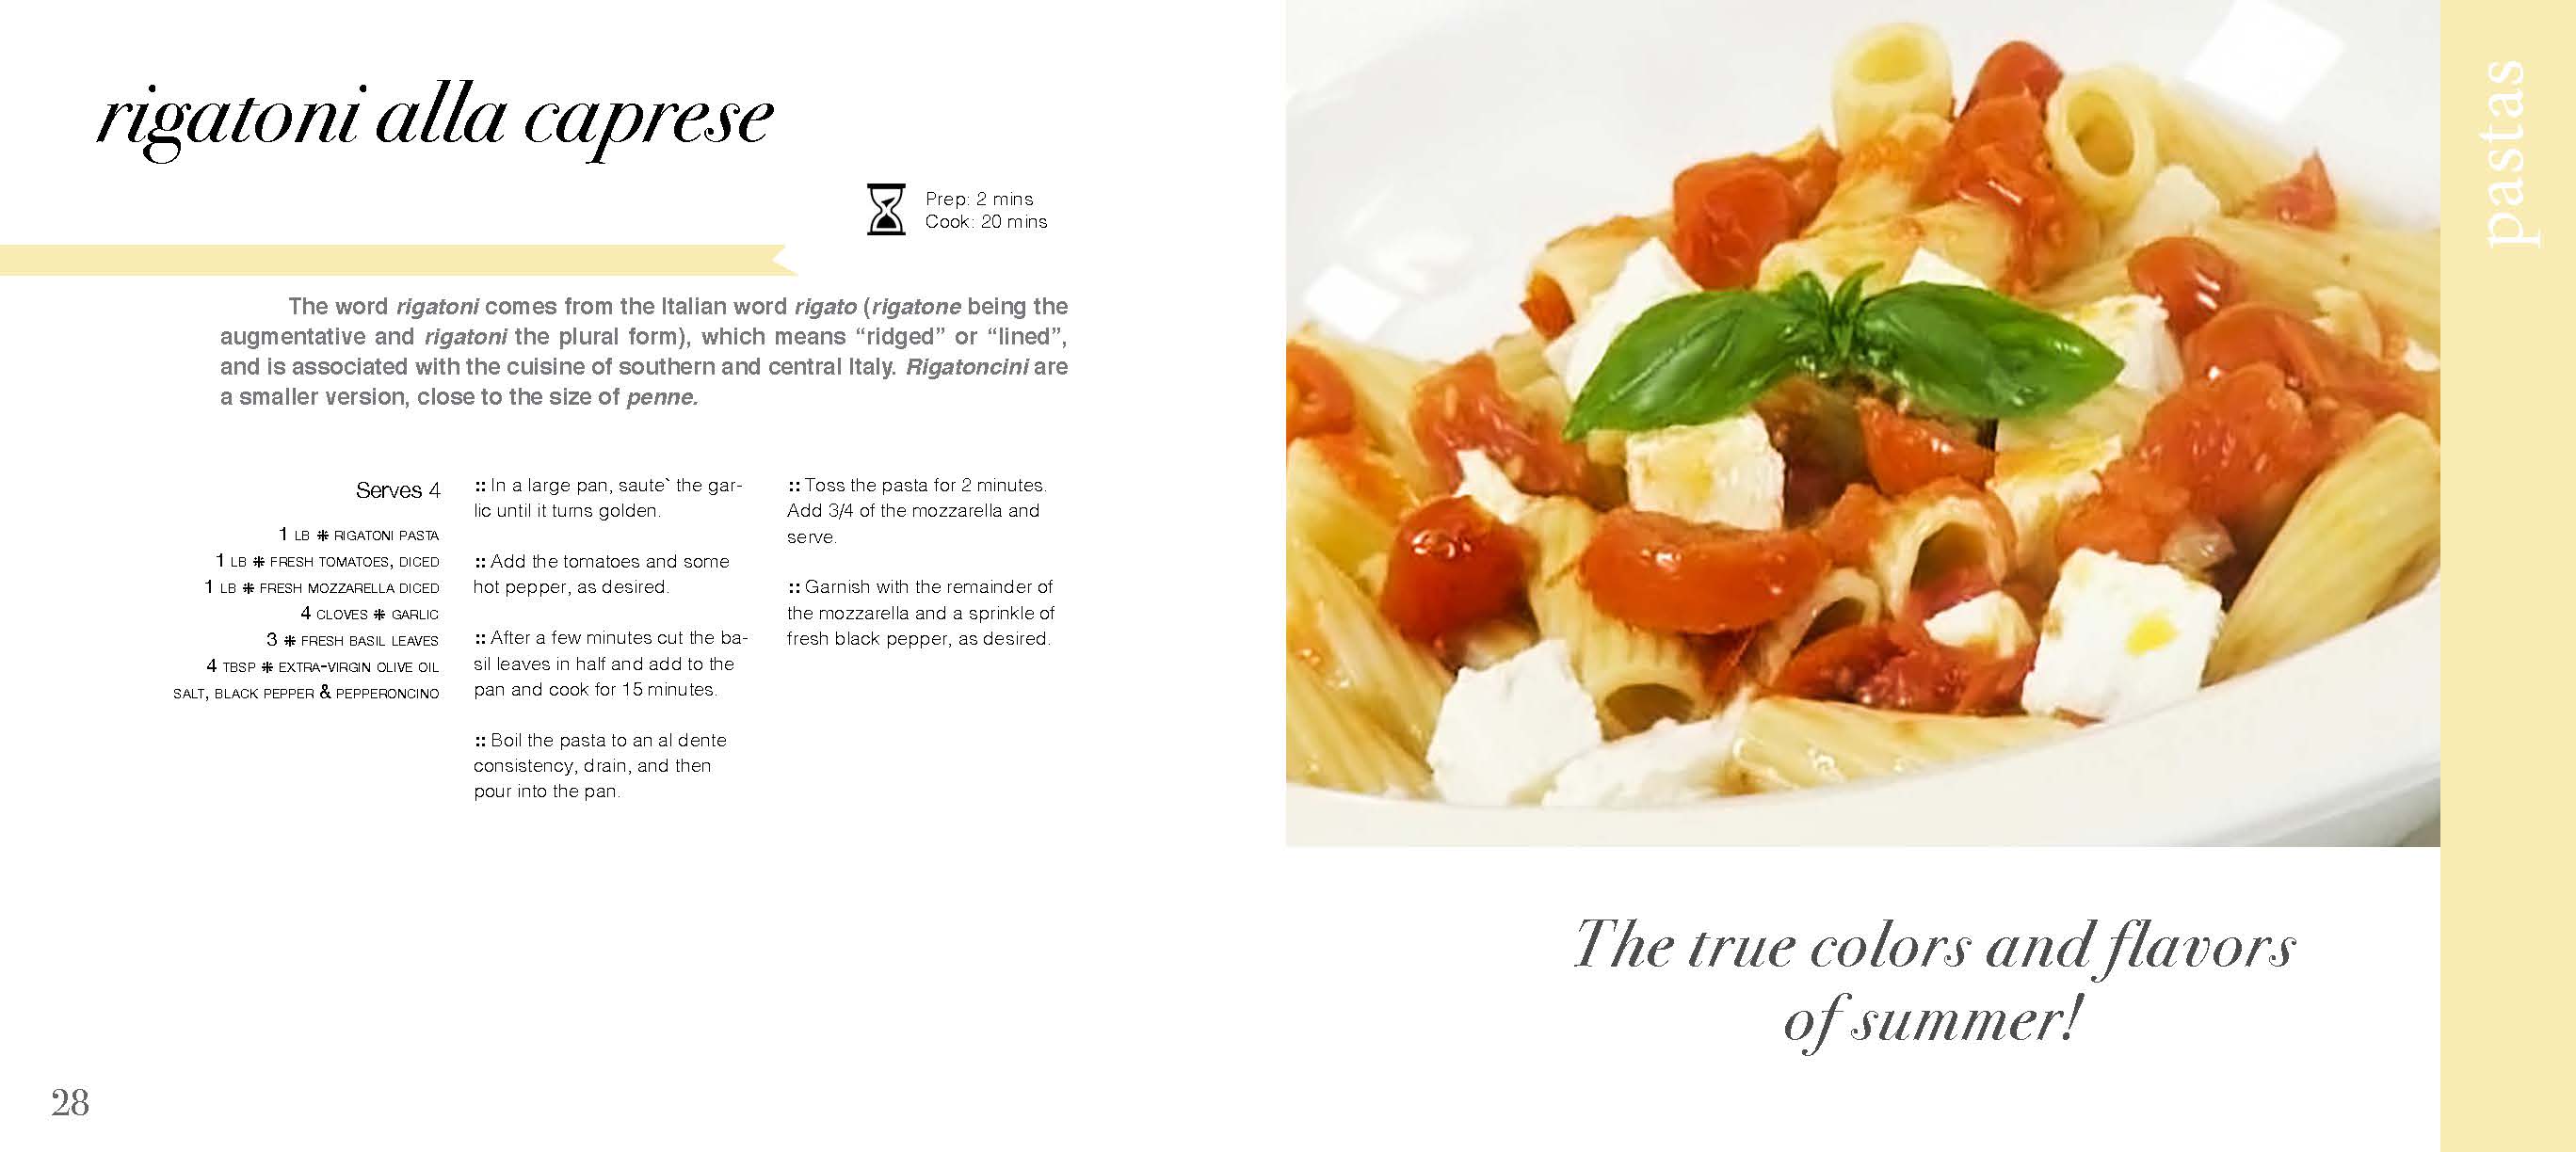 rigatoni alla caprese
Prep: 2 mins
Cook: 20 mins
The word rigatoni comes from the Italian word rigato (rigatone being the
augmentative and rigatoni the plural form), which means “ridged” or “lined”,
and is associated with the cuisine of southern and central Italy. Rigatoncini are
a smaller version, close to the size of penne.
Serves 4
1 LB ❈ RIGATONI PASTA
1 LB ❈ FRESH TOMATOES, DICED
1 LB ❈ FRESH MOZZARELLA DICED
4 CLOVES ❈ GARLIC
3 ❈ FRESH BASIL LEAVES
4 TBSP ❈ EXTRA-VIRGIN OLIVE OIL
SALT, BLACK PEPPER & PEPPERONCINO
:: In a large pan, saute` the gar-
lic until it turns golden.
:: Add the tomatoes and some
hot pepper, as desired.
:: After a few minutes cut the ba-
sil leaves in half and add to the
pan and cook for 15 minutes.
:: Boil the pasta to an al dente
consistency, drain, and then
pour into the pan.
:: Toss the pasta for 2 minutes.
Add 3/4 of the mozzarella and
serve.
:: Garnish with the remainder of
the mozzarella and a sprinkle of
fresh black pepper, as desired.
28
pastas
The true colors and flavors
of summer!